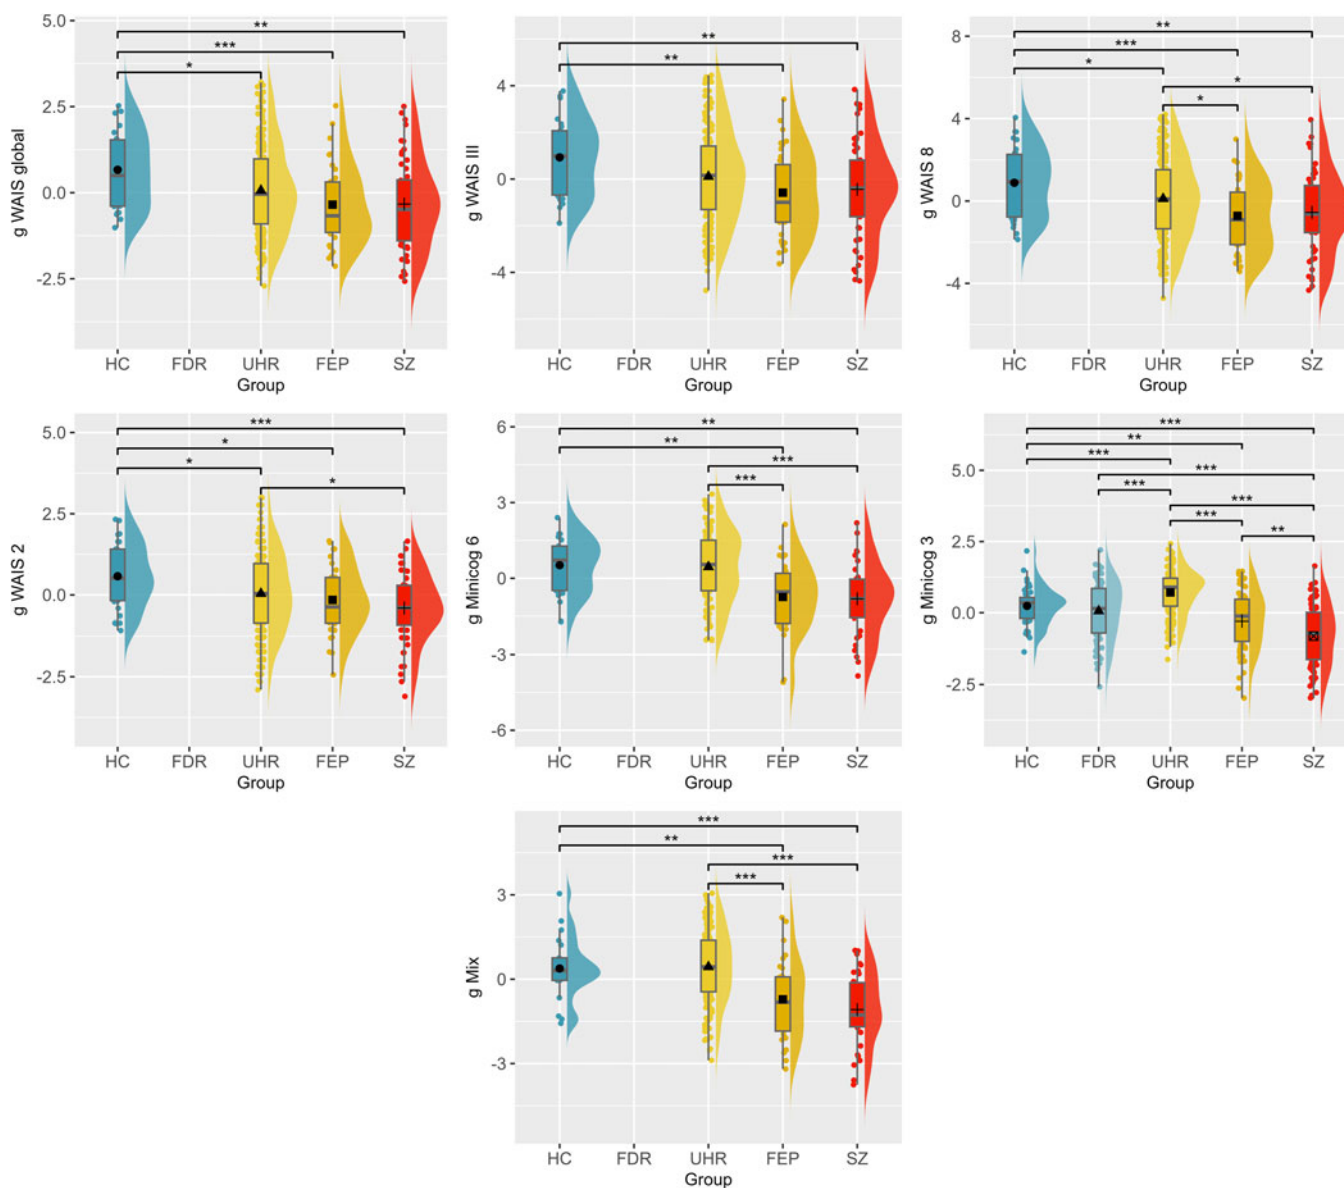 g WAIS global
5.0
2.5
0.0
-2.5
**
***
*
HC FDR UHR FEP SZ
Group
g WAIS III
4
0
-4
**
**
HC FDR UHR FEP SZ
Group
g WAIS 8
8
4
0
-4
**
***
*
*
*
HC FDR UHR FEP SZ
Group
g WAIS 2
5.0
2.5
0.0
-2.5
***
*
*
*
HC FDR UHR FEP SZ
Group
g Minicog 6
6
3
0
-3
-6
**
**
***
***
HC FDR UHR FEP SZ
Group
g Minicog 3
5.0
2.5
0.0
-2.5
***
**
***
***
***
***
***
**
HC FDR UHR FEP SZ
Group
g Mix
3
0
-3
***
**
***
***
HC FDR UHR FEP SZ
Group